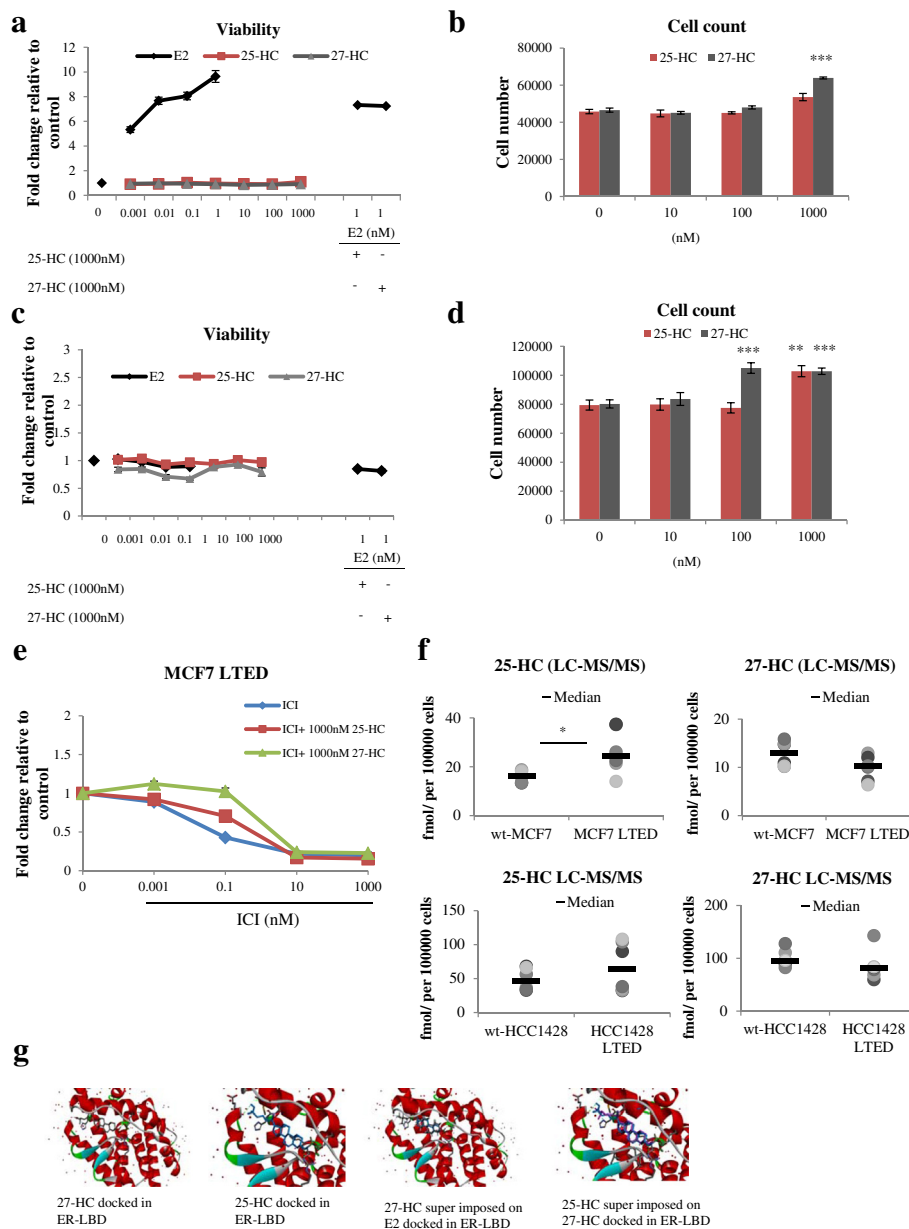 a
Viability
E2 25-HC 27-HC
Fold change relative to
control
12
10
8
6
4
2
0
0 0.001 0.01 0.1 1 10 100 1000 1 1
E2 (nM)
25-HC (1000nM) + -
27-HC (1000nM) - +
b
Cell count
25-HC 27-HC
***
Cell number
80000
60000
40000
20000
0
0 10 100 1000
(nM)
c
Viability
E2 25-HC 27-HC
Fold change relative to
control
3
2.5
2
1.5
1
0.5
0
0 0.001 0.01 0.1 1 10 100 1000 1 1
E2 (nM)
25-HC (1000nM) + -
27-HC (1000nM) - +
d
Cell count
25-HC 27-HC
*** ** ***
Cell number
120000
100000
80000
60000
40000
20000
0
0 10 100 1000
(nM)
e
MCF7 LTED
ICI
ICI+ 1000nM 25-HC
ICI+ 1000nM 27-HC
Fold change relative to
control
2
1.5
1
0.5
0
0 0.001 0.1 10 1000
ICI (nM)
f
25-HC (LC-MS/MS)
Median
*
fmol/ per 100000 cells
40
20
0
wt-MCF7 MCF7 LTED
27-HC (LC-MS/MS)
Median
20
10
0
wt-MCF7 MCF7 LTED
25-HC LC-MS/MS
Median
fmol/ per 100000 cells
150
100
50
0
wt-HCC1428 HCC1428
LTED
27-HC LC-MS/MS
Median
200
100
0
wt-HCC1428 HCC1428
LTED
g
27-HC docked in
ER-LBD
25-HC docked in
ER-LBD
27-HC super imposed on
E2 docked in ER-LBD
25-HC super imposed on
27-HC docked in ER-LBD